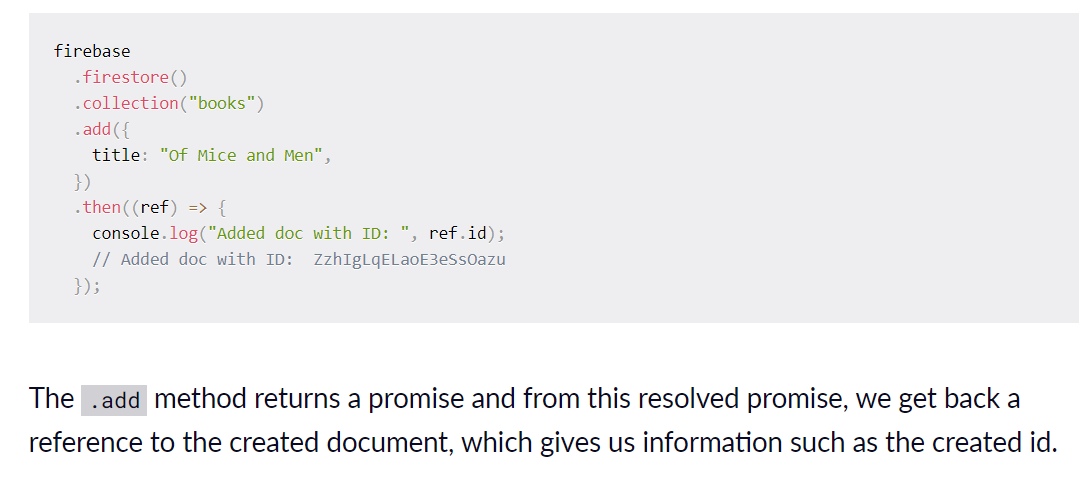 firebase
.firestore()
.collection("books")
.add({
title: "Of Mice and Men",
})
.then((ref) => {
console.log("Added doc with ID: ", ref.id);
// Added doc with ID:  ZzhIgLqELaoE3eSsOazu
});
The .add method returns a promise and from this resolved promise, we get back a
reference to the created document, which gives us information such as the created id.